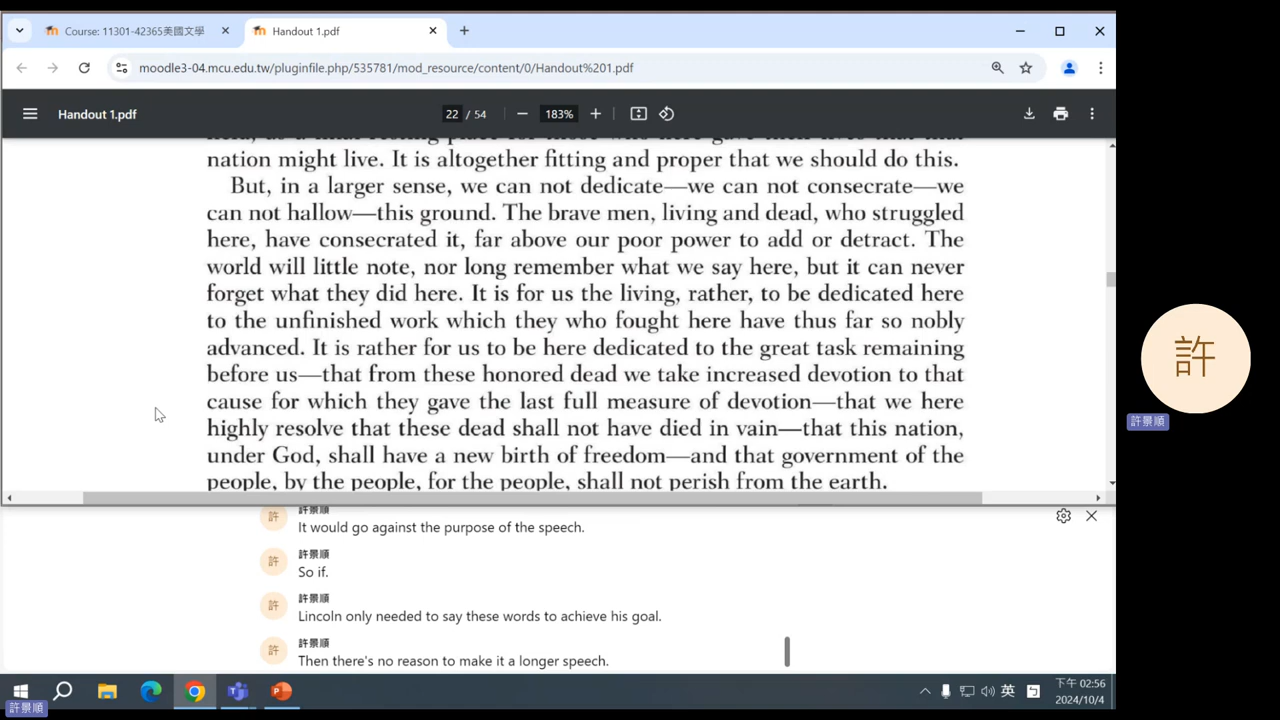 Course: 11301-42365美國文學
Handout 1.pdf
moodle3-04.mcu.edu.tw/pluginfile.php/535781/mod_resource/content/0/Handout%201.pdf
Handout 1.pdf
22 / 54
183%
nation might live. It is altogether fitting and proper that we should do this.
But, in a larger sense, we can not dedicate—we can not consecrate—we
can not hallow—this ground. The brave men, living and dead, who struggled
here, have consecrated it, far above our poor power to add or detract. The
world will little note, nor long remember what we say here, but it can never
forget what they did here. It is for us the living, rather, to be dedicated here
to the unfinished work which they who fought here have thus far so nobly
advanced. It is rather for us to be here dedicated to the great task remaining
before us—that from these honored dead we take increased devotion to that
cause for which they gave the last full measure of devotion—that we here
highly resolve that these dead shall not have died in vain—that this nation,
under God, shall have a new birth of freedom—and that government of the
people, by the people, for the people, shall not perish from the earth.
許
許景順
許 許景順
It would go against the purpose of the speech.
許 許景順
So if.
許 許景順
Lincoln only needed to say these words to achieve his goal.
許 許景順
Then there's no reason to make it a longer speech.
英
下午 02:56
2024/10/4
許景順